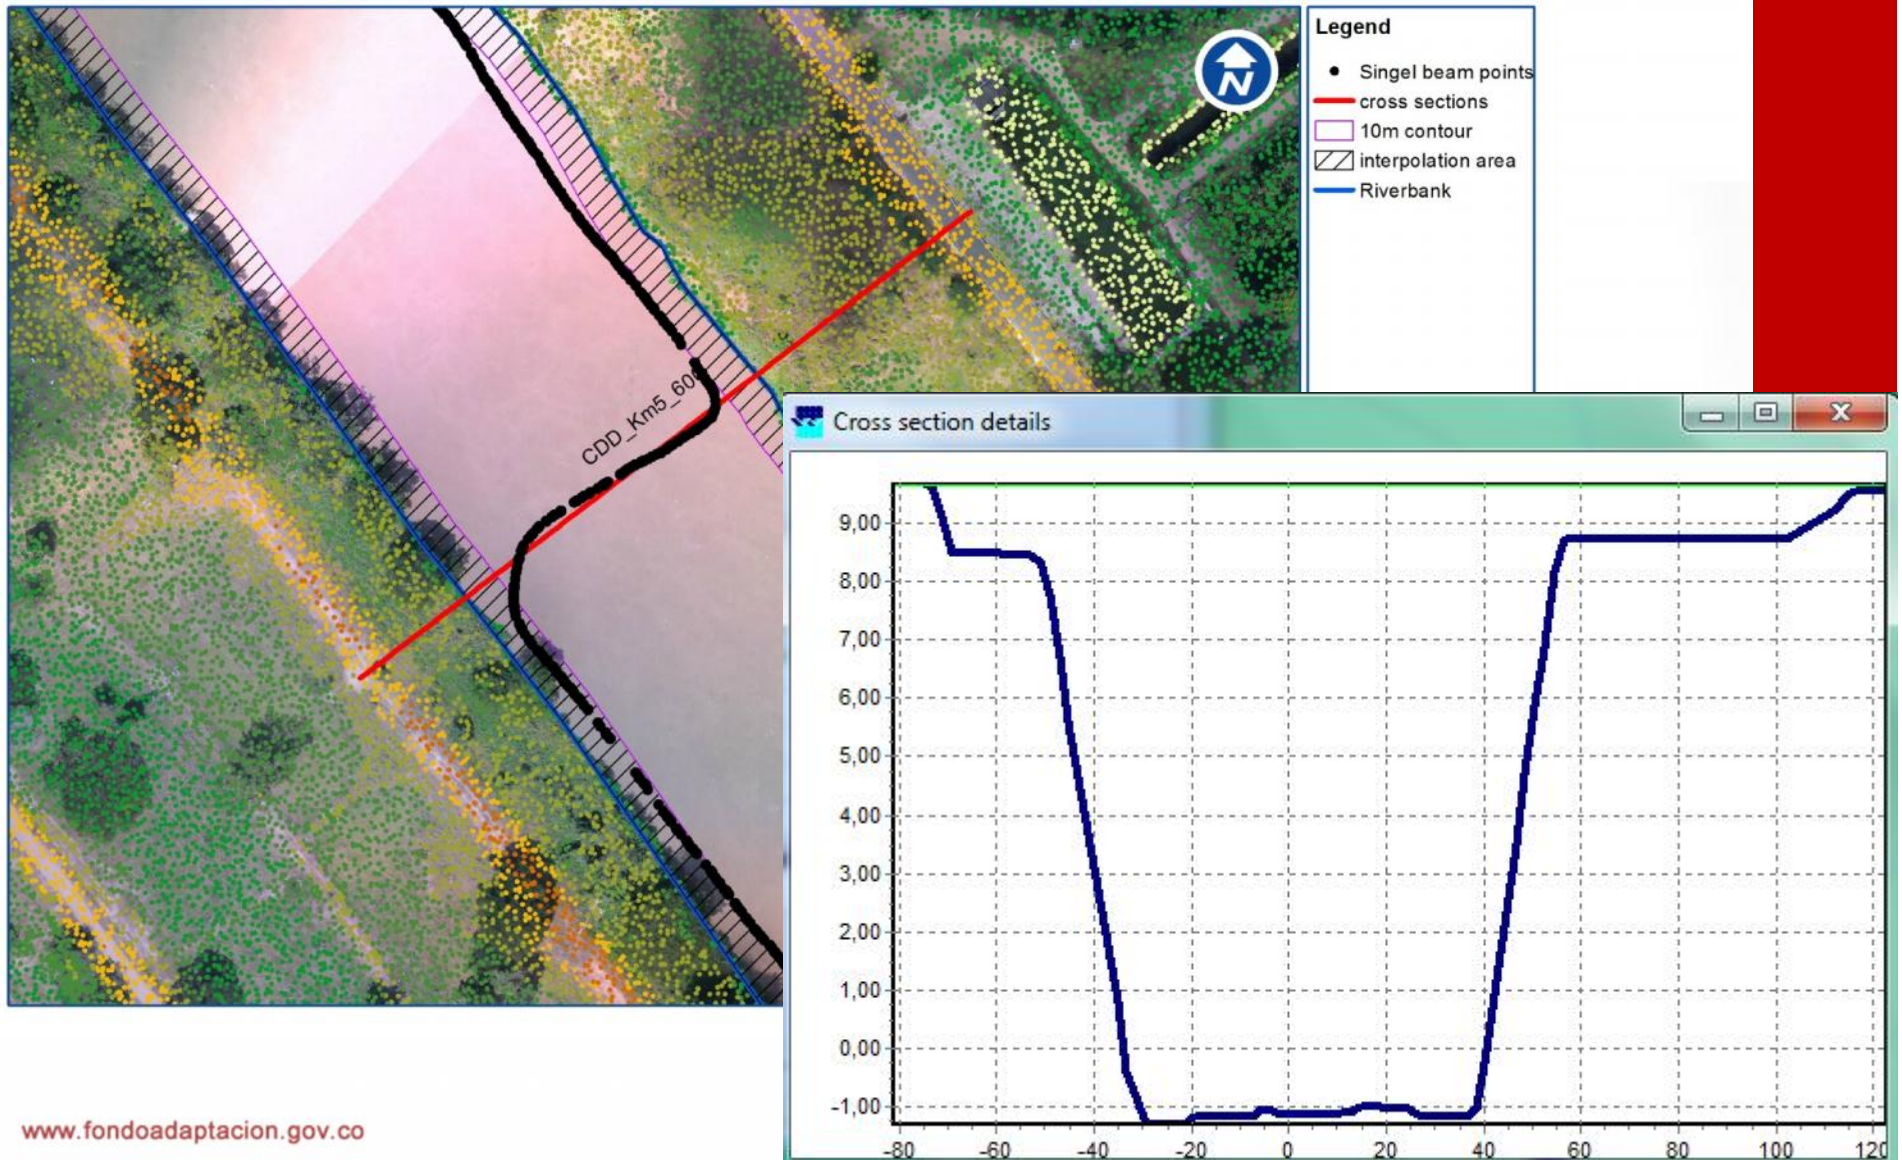 N
Legend
Singel beam points
cross sections
10m contour
interpolation area
Riverbank
CDD_Km5_60
Cross section details
9,00
8,00
7,00
6,00
5,00
4,00
3,00
2,00
1,00
0,00
-1,00
-80 -60 -40 -20 0 20 40 60 80 100 120
www.fondoadaptacion.gov.co